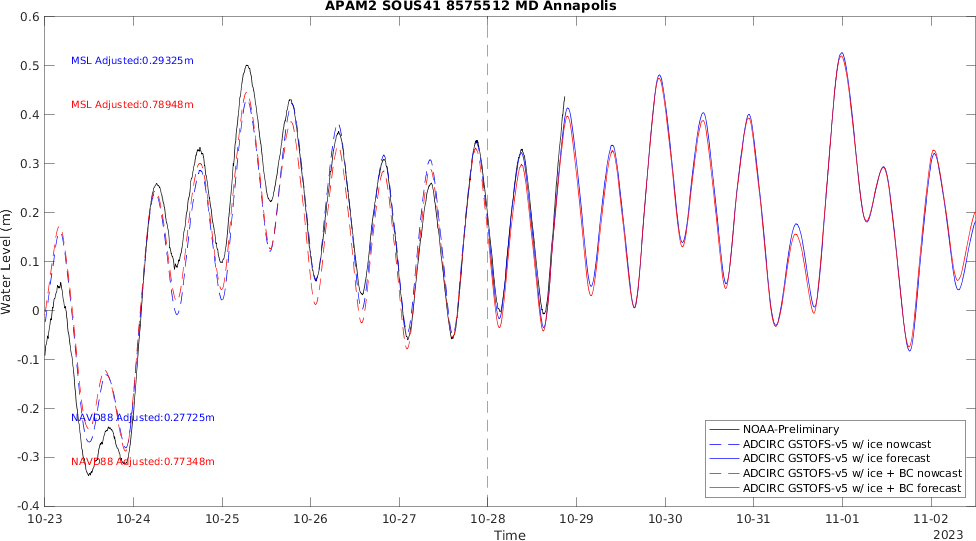 APAM2 SOUS41 8575512 MD Annapolis
0.6
0.5
0.4
0.3
0.2
0.1
0
-0.1
-0.2
-0.3
-0.4
Water Level (m)
MSL Adjusted:0.29325m
MSL Adjusted:0.78948m
NAVD88 Adjusted:0.27725m
NAVD88 Adjusted:0.77348m
NOAA-Preliminary
ADCIRC GSTOFS-v5 w/ ice nowcast
ADCIRC GSTOFS-v5 w/ ice forecast
ADCIRC GSTOFS-v5 w/ ice + BC nowcast
ADCIRC GSTOFS-v5 w/ ice + BC forecast
10-23 10-24 10-25 10-26 10-27 10-28 10-29 10-30 10-31 11-01 11-02
Time
2023